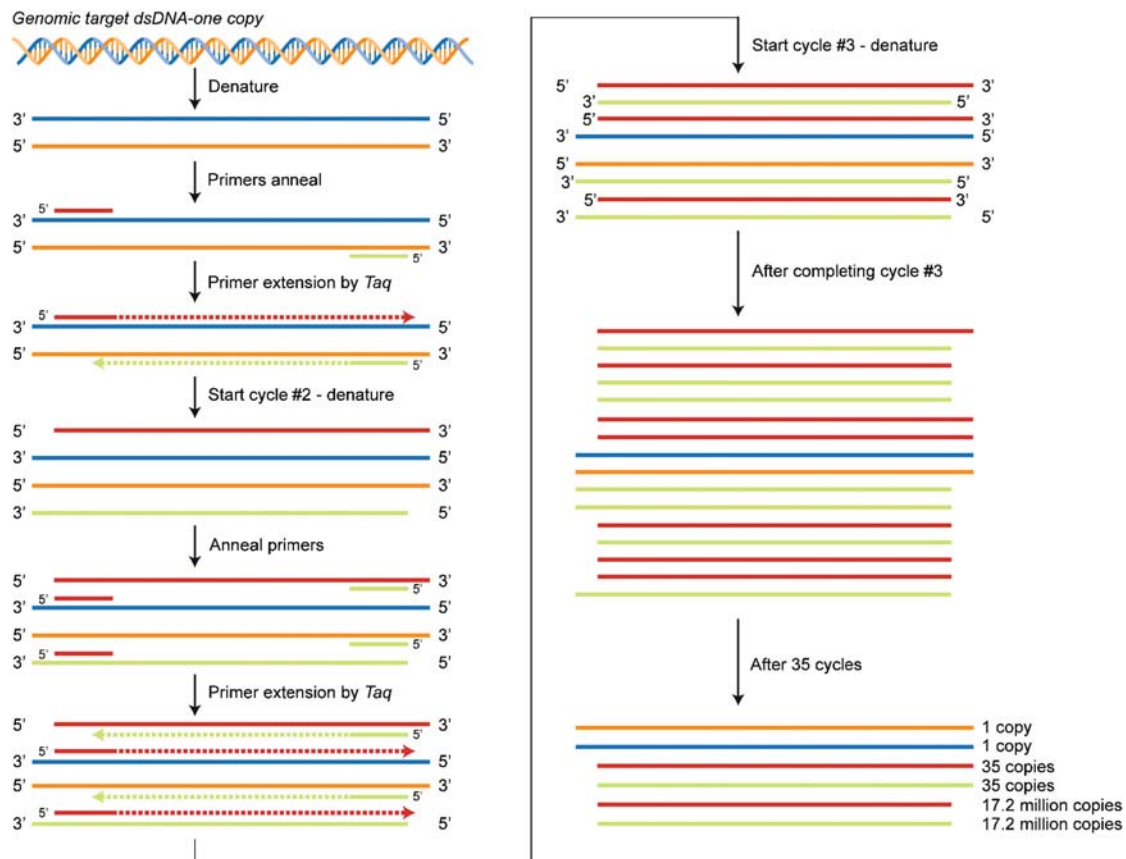 Genomic target dsDNA-one copy
Denature
3' 5'
5' 3'
Primers anneal
5'
3' 5'
5' 3'
5'
Primer extension by Taq
5'
3' 5'
5' 3'
5'
Start cycle #2 - denature
5' 3'
3' 5'
5' 3'
3' 5'
Anneal primers
5' 3'
5'
5'
3' 5'
5' 3'
5'
5'
3' 5'
Primer extension by Taq
5' 3'
5'
5'
3' 5'
5' 3'
5'
5'
3' 5'
Start cycle #3 - denature
5' 3'
3' 5'
5' 3'
3' 5'
5' 3'
3' 5'
5' 3'
3' 5'
After completing cycle #3
After 35 cycles
1 copy
1 copy
35 copies
35 copies
17.2 million copies
17.2 million copies